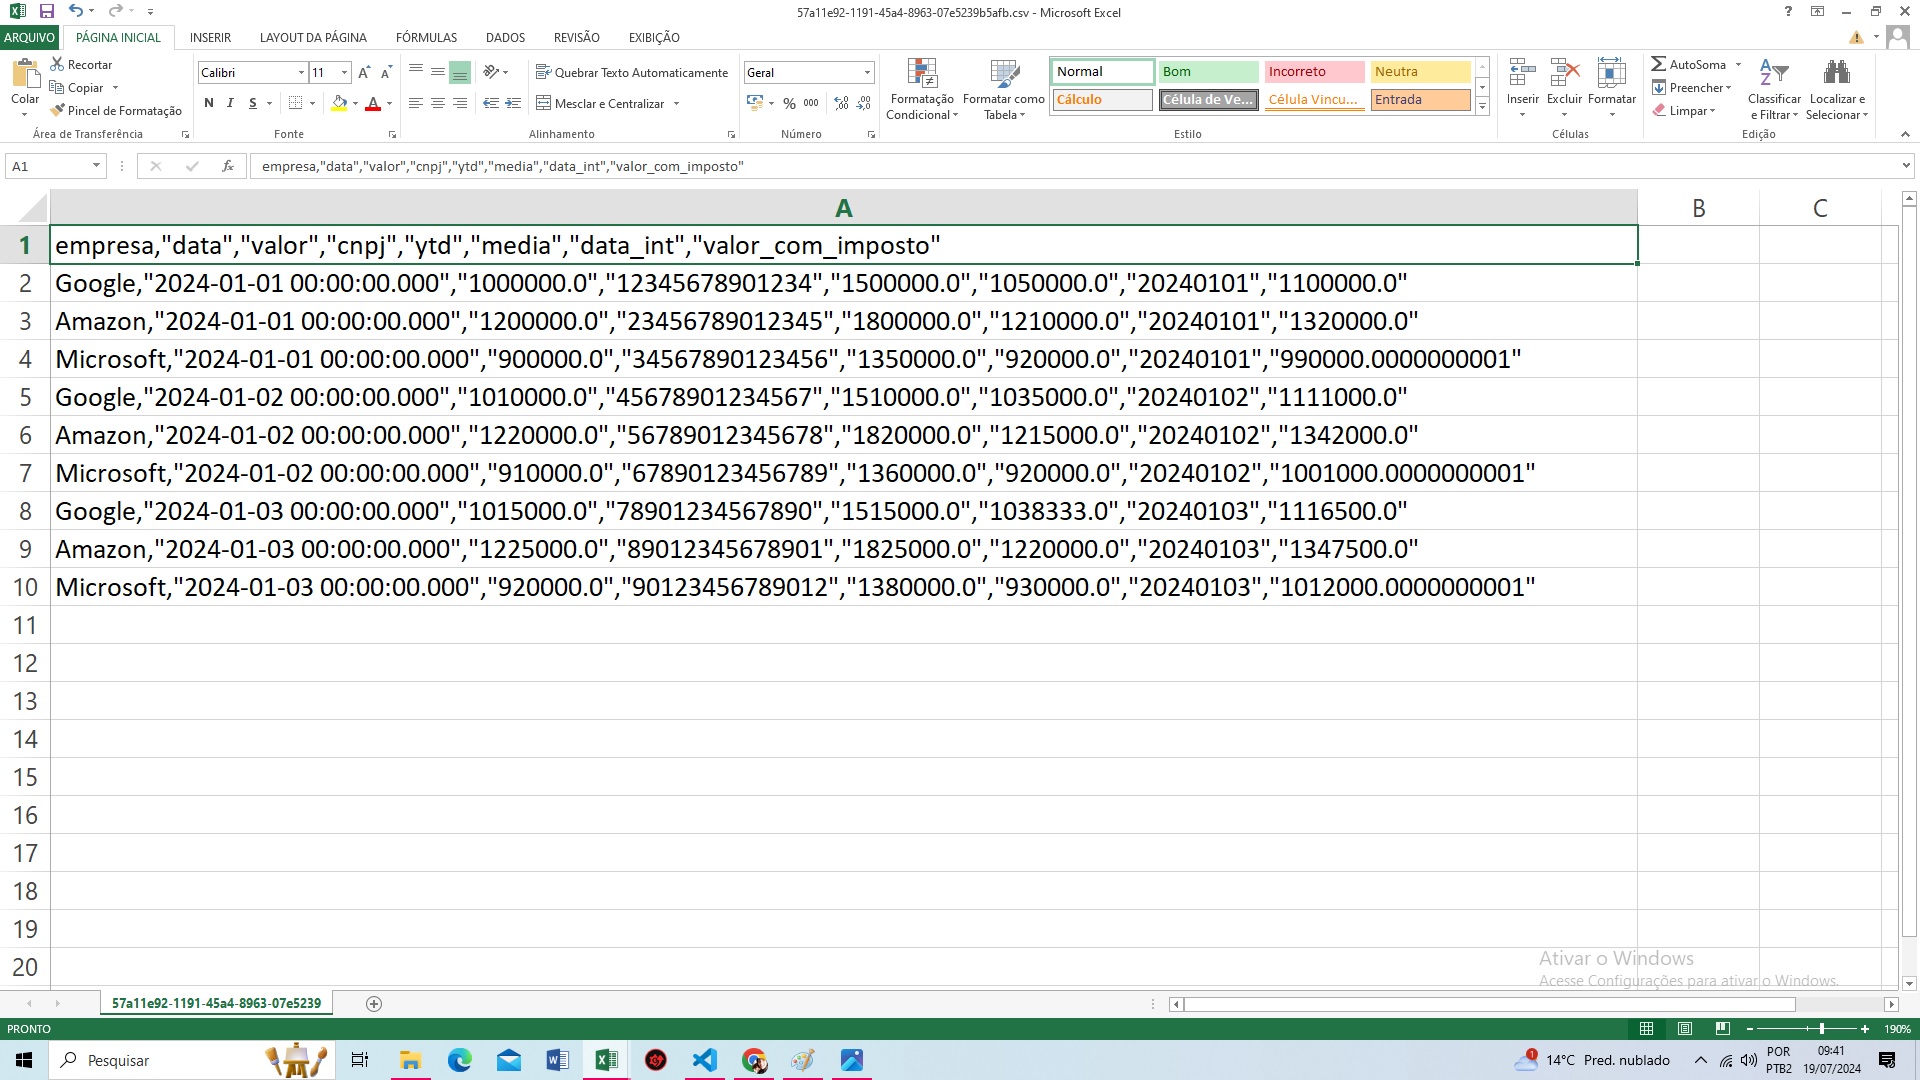 57a11e92-1191-45a4-8963-07e5239b5afb.csv - Microsoft Excel
ARQUIVO PÁGINA INICIAL INSERIR LAYOUT DA PÁGINA FÓRMULAS DADOS REVISÃO EXIBIÇÃO
Colar
Recortar
Copiar
Pincel de Formatação
Área de Transferência
Calibri 11
N I S
Fonte
Quebrar Texto Automaticamente
Mesclar e Centralizar
Alinhamento
Geral
% 000
Número
Formatação Condicional
Formatar como Tabela
Normal Bom Incorreto Neutra
Cálculo Célula de Ve... Célula Vincu... Entrada
Estilo
Inserir Excluir Formatar
Células
AutoSoma
Preencher
Limpar
Classificar e Filtrar
Localizar e Selecionar
Edição
A1 fx empresa,"data","valor","cnpj","ytd","media","data_int","valor_com_imposto"
A B C
1 empresa,"data","valor","cnpj","ytd","media","data_int","valor_com_imposto"
2 Google,"2024-01-01 00:00:00.000","1000000.0","12345678901234","1500000.0","1050000.0","20240101","1100000.0"
3 Amazon,"2024-01-01 00:00:00.000","1200000.0","23456789012345","1800000.0","1210000.0","20240101","1320000.0"
4 Microsoft,"2024-01-01 00:00:00.000","900000.0","34567890123456","1350000.0","920000.0","20240101","990000.0000000001"
5 Google,"2024-01-02 00:00:00.000","1010000.0","45678901234567","1510000.0","1035000.0","20240102","1111000.0"
6 Amazon,"2024-01-02 00:00:00.000","1220000.0","56789012345678","1820000.0","1215000.0","20240102","1342000.0"
7 Microsoft,"2024-01-02 00:00:00.000","910000.0","67890123456789","1360000.0","920000.0","20240102","1001000.0000000001"
8 Google,"2024-01-03 00:00:00.000","1015000.0","78901234567890","1515000.0","1038333.0","20240103","1116500.0"
9 Amazon,"2024-01-03 00:00:00.000","1225000.0","89012345678901","1825000.0","1220000.0","20240103","1347500.0"
10 Microsoft,"2024-01-03 00:00:00.000","920000.0","90123456789012","1380000.0","930000.0","20240103","1012000.0000000001"
11
12
13
14
15
16
17
18
19
20
Ativar o Windows
Acesse Configurações para ativar o Windows.
57a11e92-1191-45a4-8963-07e5239
PRONTO 190%
Pesquisar
14°C Pred. nublado
POR
PTB2
09:41
19/07/2024